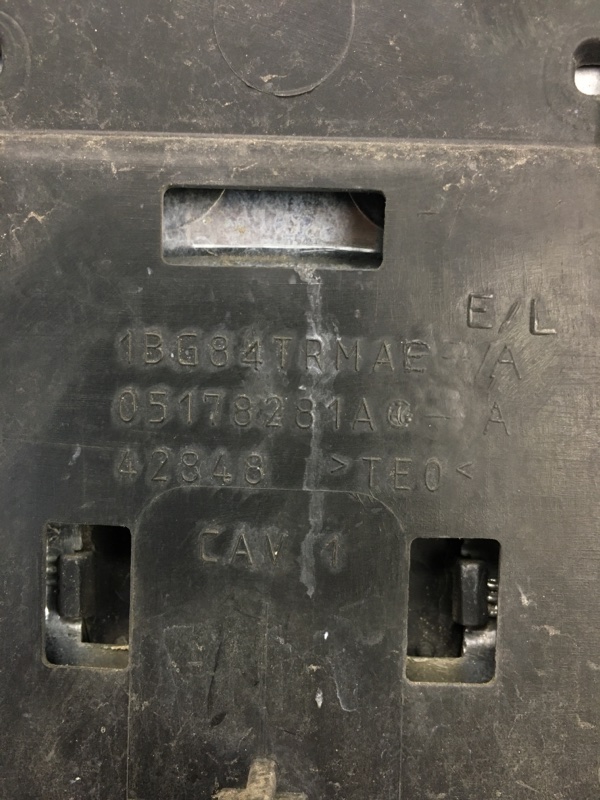 E/L
1BG84TRMAE-/A
05178281A - A
42848 >TEO<
CAV 1